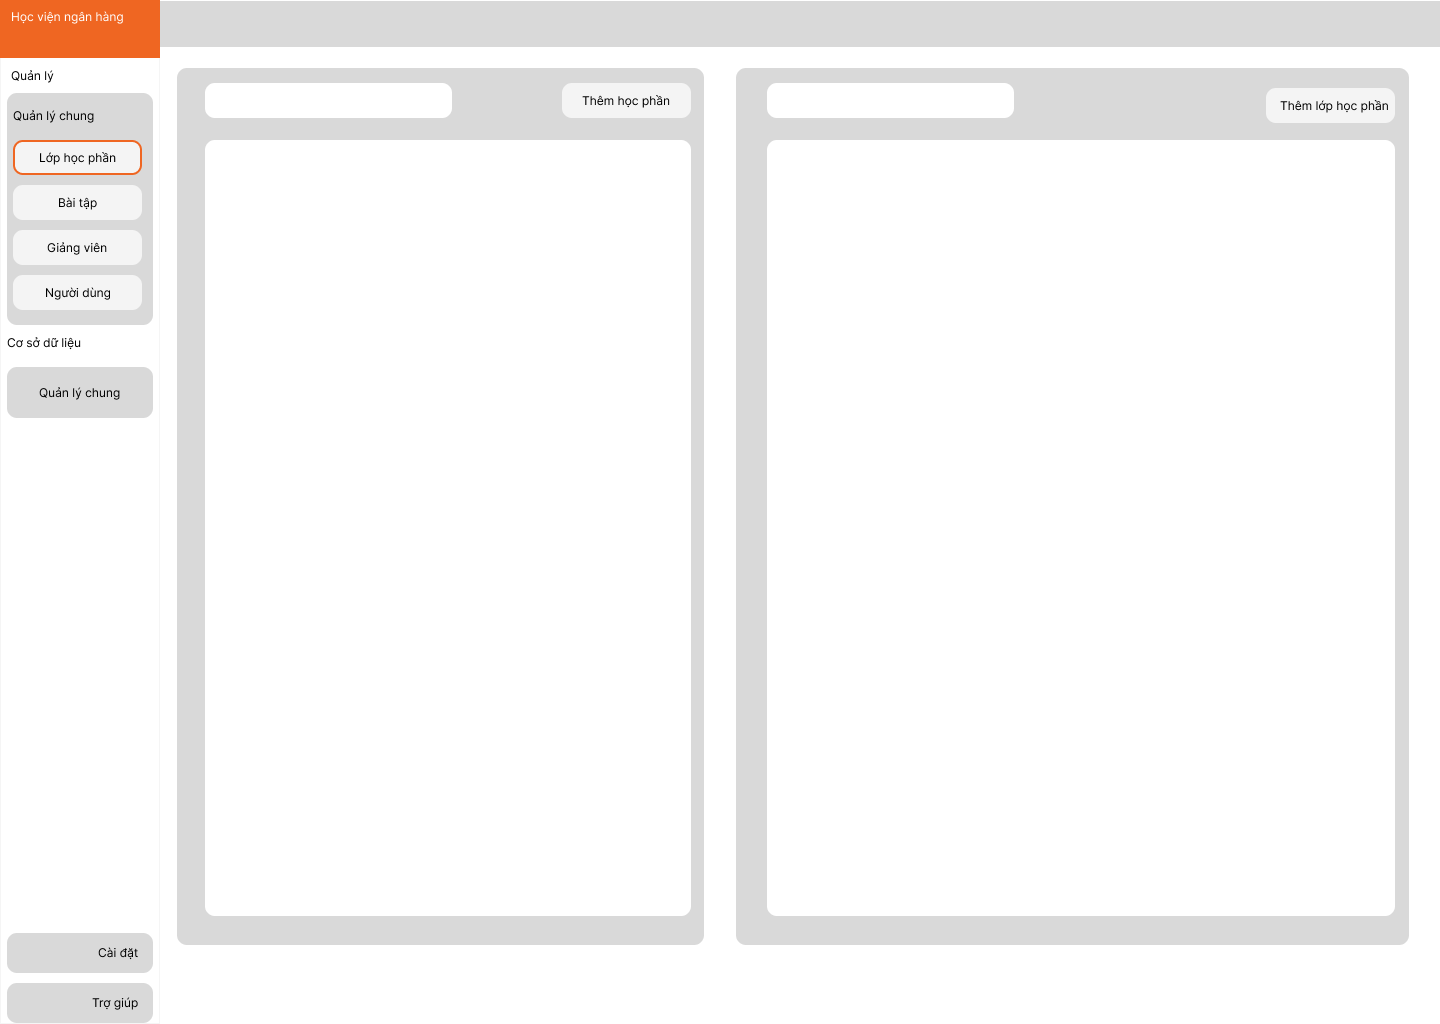 Học viện ngân hàng
Quản lý
Quản lý chung
Lớp học phần
Bài tập
Giảng viên
Người dùng
Cơ sở dữ liệu
Quản lý chung
Cài đặt
Trợ giúp
Thêm học phần
Thêm lớp học phần